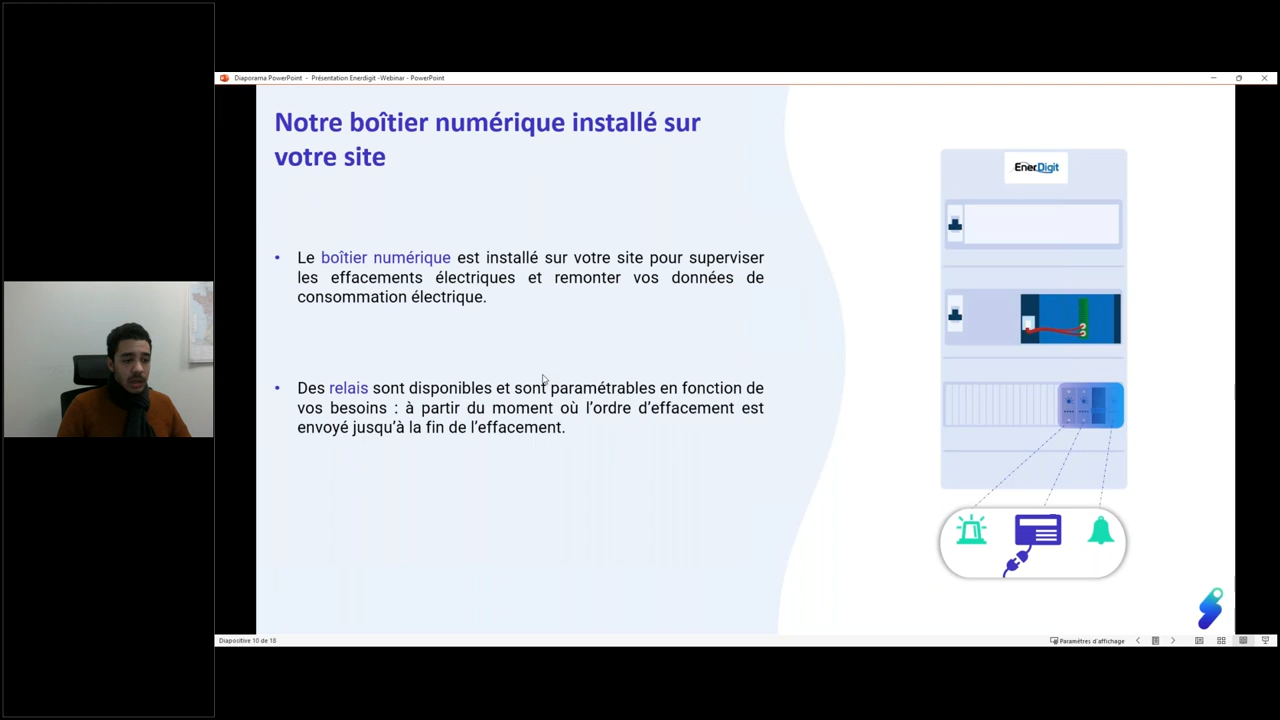 Diaporama PowerPoint - Présentation Enerdigit -Webinar - PowerPoint
Notre boîtier numérique installé sur
votre site
• Le boîtier numérique est installé sur votre site pour superviser
les effacements électriques et remonter vos données de
consommation électrique.
• Des relais sont disponibles et sont paramétrables en fonction de
vos besoins : à partir du moment où l’ordre d’effacement est
envoyé jusqu’à la fin de l’effacement.
EnerDigit
Diapositive 10 de 18
Paramètres d'affichage